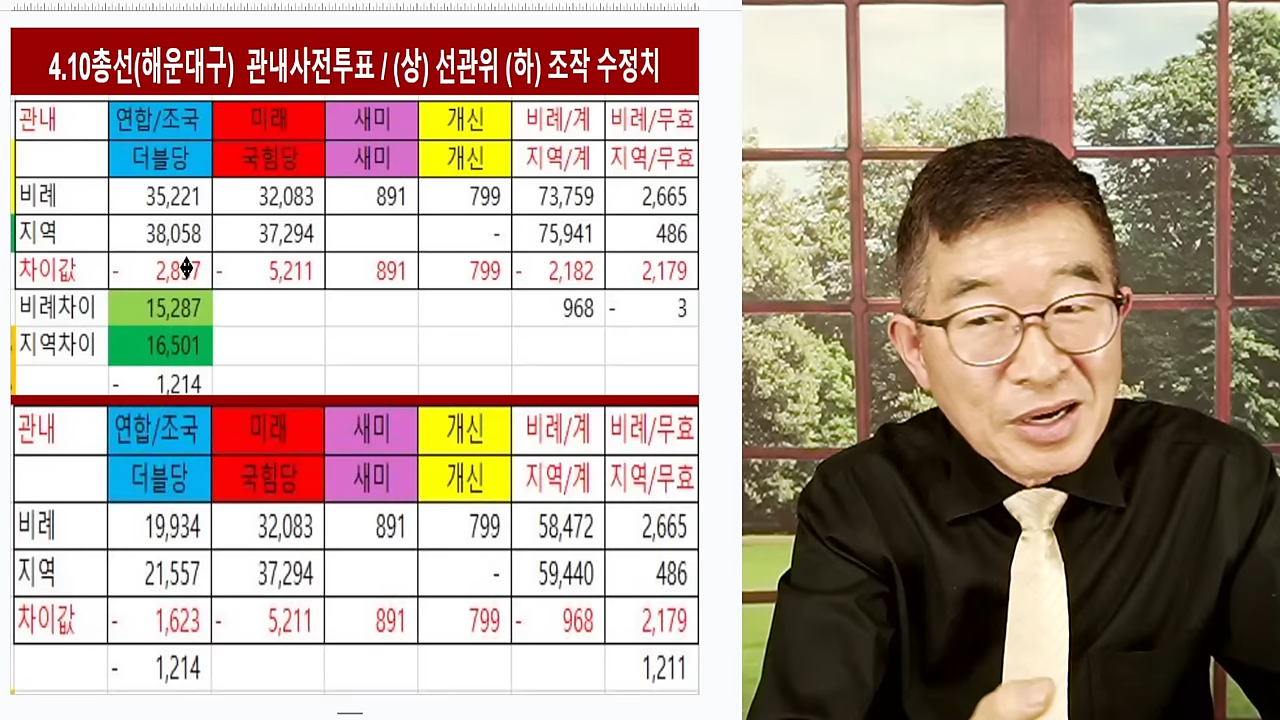 4.10총선(해운대구) 관내사전투표 / (상) 선관위 (하) 조작 수정치
관내 연합/조국 미래 새미 개신 비례/계 비례/무효
더블당 국힘당 새미 개신 지역/계 지역/무효
비례 35,221 32,083 891 799 73,759 2,665
지역 38,058 37,294 - 75,941 486
차이값 - - 5,211 891 799 - 2,182 2,179
비례차이 15,287 968 - 3
지역차이 16,501
- 1,214
관내 연합/조국 미래 새미 개신 비례/계 비례/무효
더블당 국힘당 새미 개신 지역/계 지역/무효
비례 19,934 32,083 891 799 58,472 2,665
지역 21,557 37,294 - 59,440 486
차이값 - 1,623 - 5,211 891 799 - 968 2,179
- 1,214 1,211